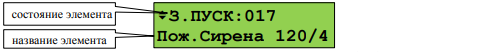 состояние элемента
З.ПУСК:017
название элемента
Пож.Сирена 120/4